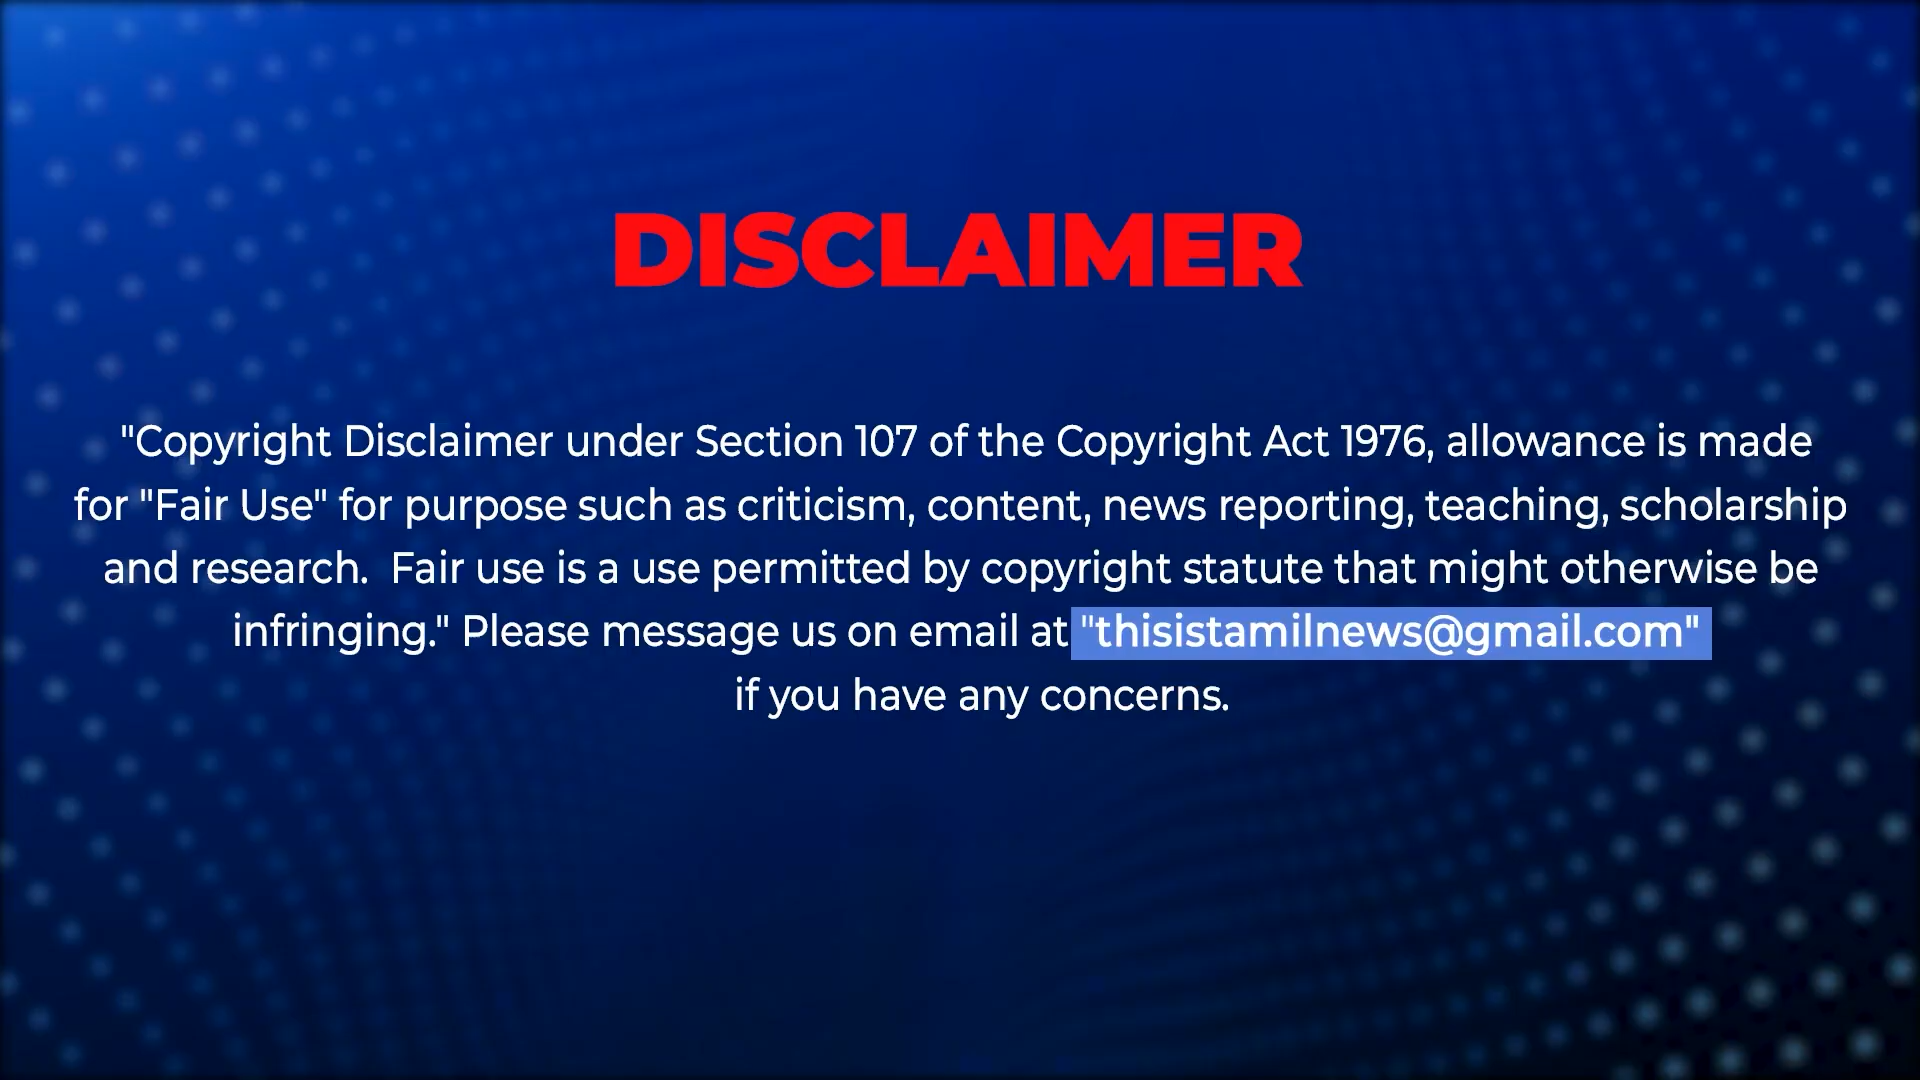 DISCLAIMER
"Copyright Disclaimer under Section 107 of the Copyright Act 1976, allowance is made
for "Fair Use" for purpose such as criticism, content, news reporting, teaching, scholarship
and research.  Fair use is a use permitted by copyright statute that might otherwise be
infringing." Please message us on email at "thisistamilnews@gmail.com"
if you have any concerns.